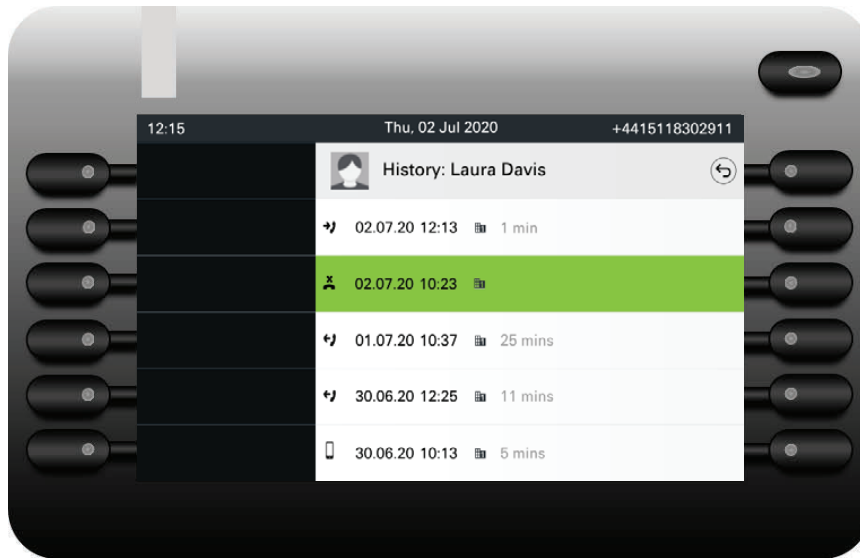 12:15 Thu, 02 Jul 2020 +4415118302911
History: Laura Davis
02.07.20 12:13 1 min
02.07.20 10:23
01.07.20 10:37 25 mins
30.06.20 12:25 11 mins
30.06.20 10:13 5 mins